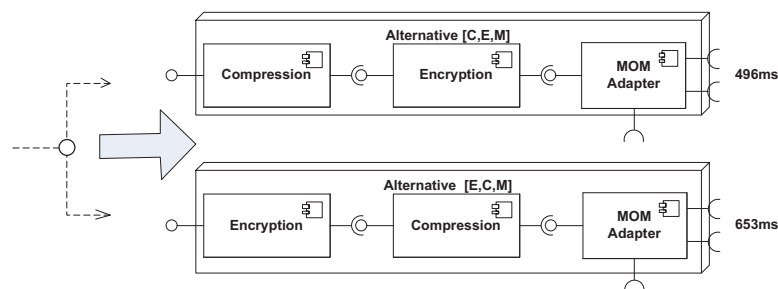 Alternative [C,E,M]
Compression
Encryption
MOM
Adapter
496ms
Alternative [E,C,M]
Encryption
Compression
MOM
Adapter
653ms